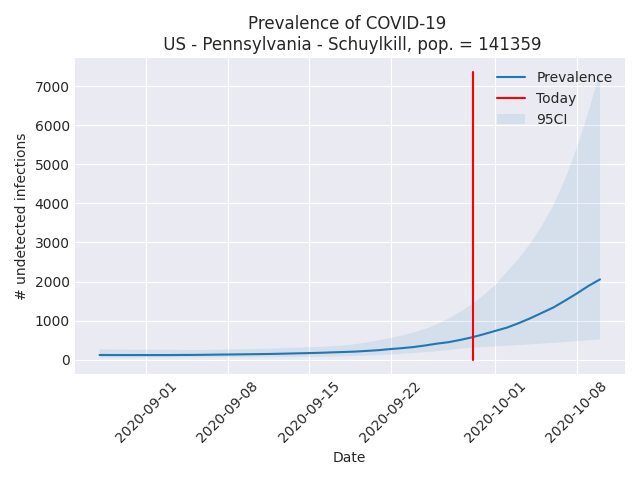 Prevalence of COVID-19
US - Pennsylvania - Schuylkill, pop. = 141359
Prevalence
Today
95CI
7000
6000
5000
4000
3000
2000
1000
0
# undetected infections
2020-09-01
2020-09-08
2020-09-15
2020-09-22
2020-10-01
2020-10-08
Date